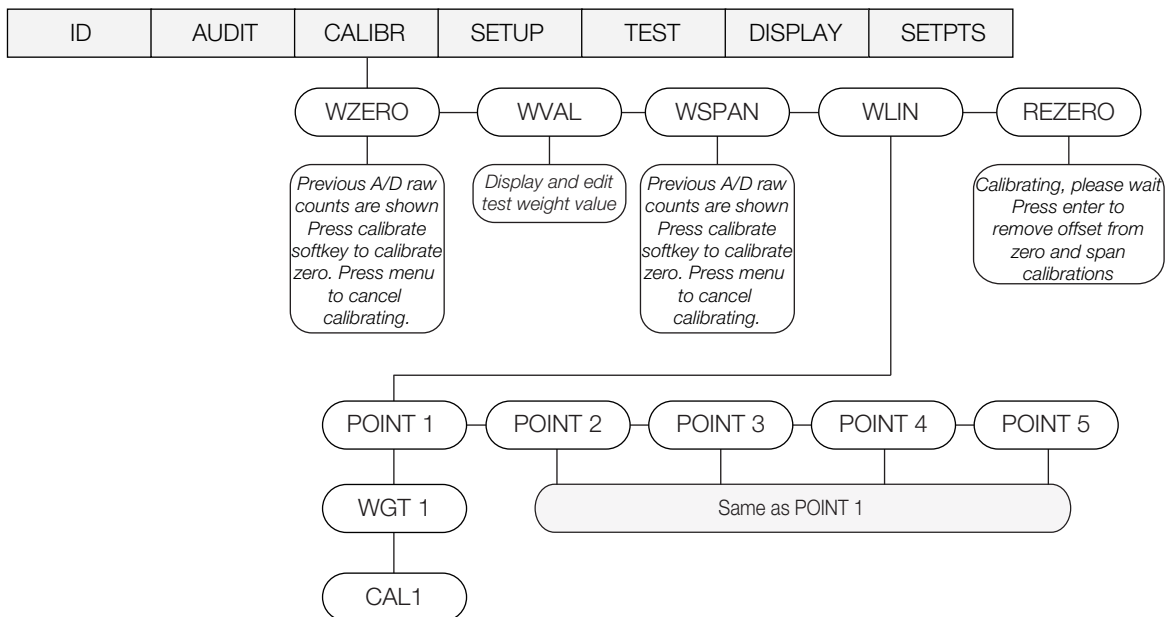 ID AUDIT CALIBR SETUP TEST DISPLAY SETPTS
WZERO WVAL WSPAN WLIN REZERO
Previous A/D raw
counts are shown
Press calibrate
softkey to calibrate
zero. Press menu
to cancel
calibrating.
Display and edit
test weight value
Previous A/D raw
counts are shown
Press calibrate
softkey to calibrate
zero. Press menu
to cancel
calibrating.
Calibrating, please wait
Press enter to
remove offset from
zero and span
calibrations
POINT 1 POINT 2 POINT 3 POINT 4 POINT 5
WGT 1
Same as POINT 1
CAL1